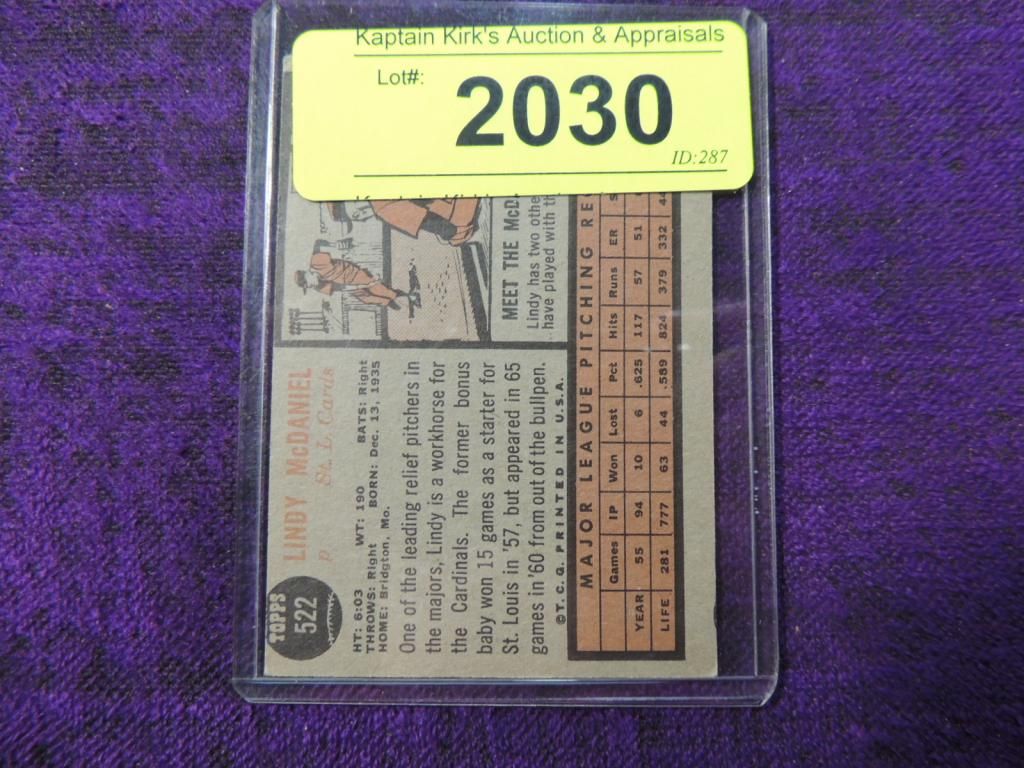 Kaptain Kirk's Auction & Appraisals
Lot#:
2030
ID:287
TOPPS
522
LINDY McDANIEL
p St. L. Cards
HT: 6:03 WT: 190 BATS: Right
THROWS: Right BORN: Dec. 13, 1935
HOME: Bridgton, Mo.
One of the leading relief pitchers in
the majors, Lindy is a workhorse for
the Cardinals. The former bonus
baby won 15 games as a starter for
St. Louis in '57, but appeared in 65
games in '60 from out of the bullpen.
©T.C.G. PRINTED IN U.S.A.
MEET THE McD
Lindy has two othe
have played with th
MAJOR LEAGUE PITCHING RE
Games IP Won Lost Pct Hits Runs ER S
YEAR 55 94 10 6 .625 117 57 51
LIFE 281 777 63 44 .589 824 379 332 44